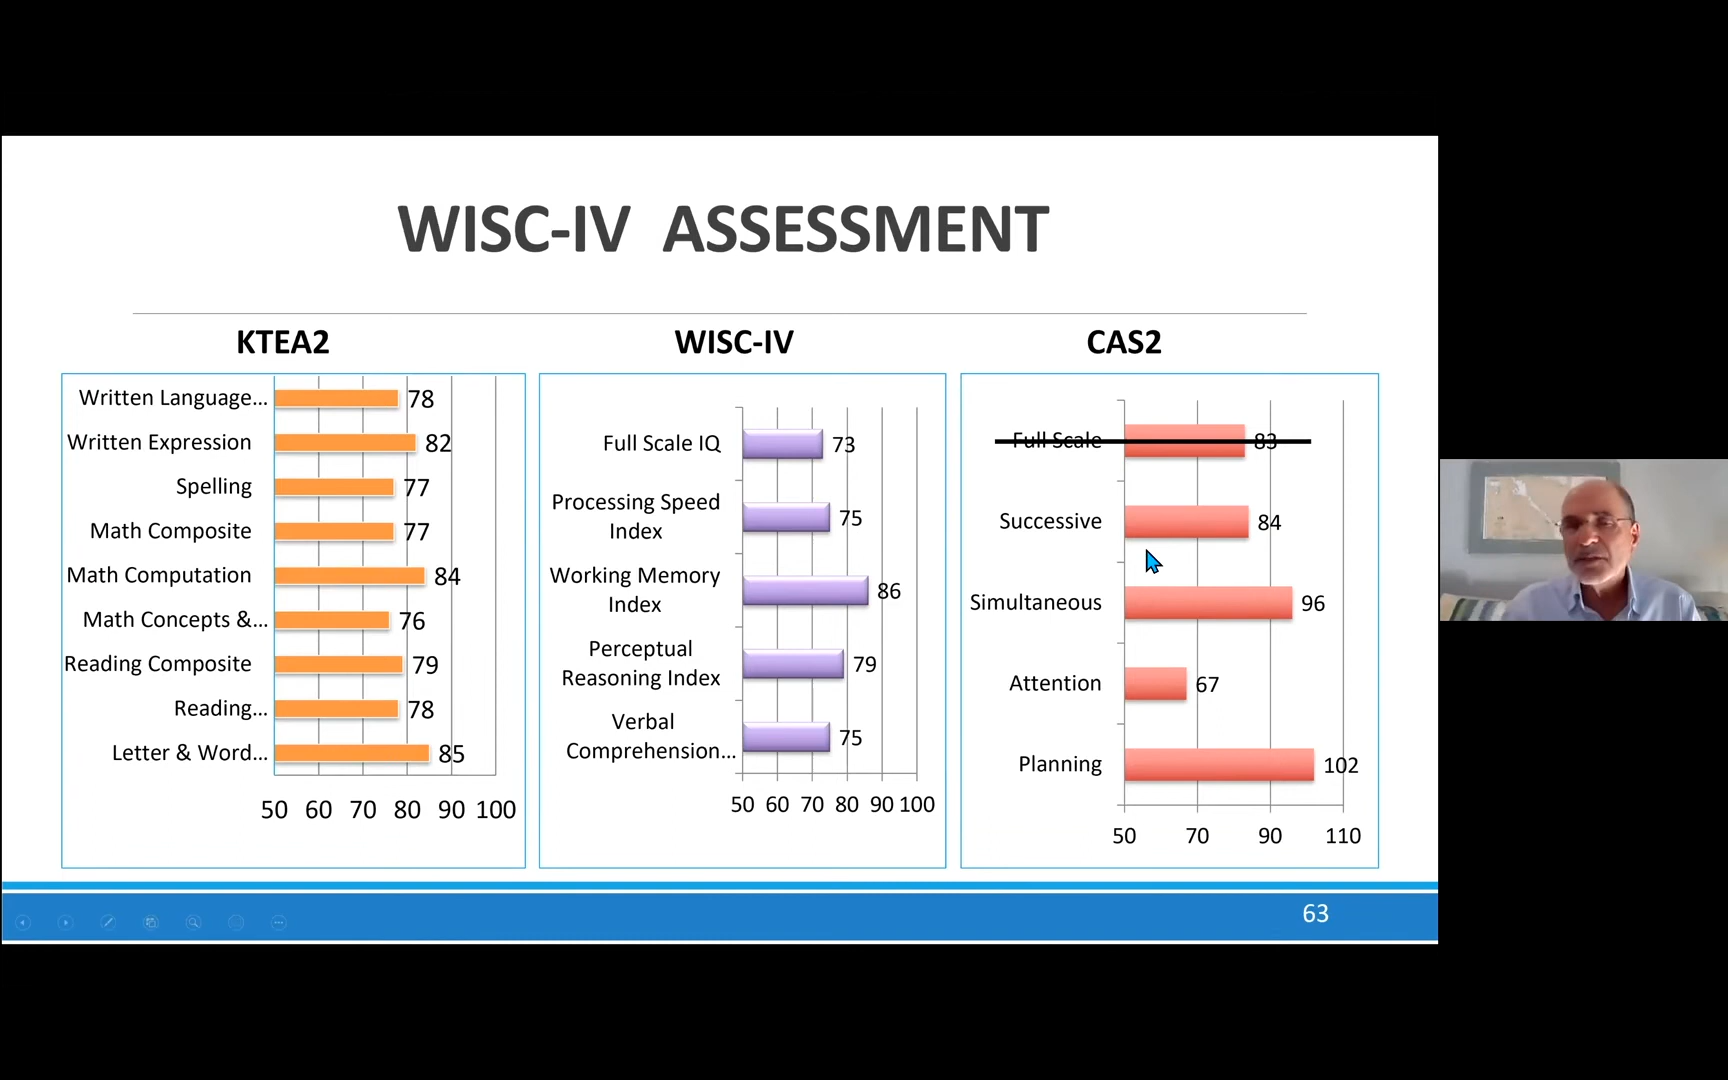 WISC-IV ASSESSMENT
KTEA2
Written Language... 78
Written Expression 82
Spelling 77
Math Composite 77
Math Computation 84
Math Concepts &... 76
Reading Composite 79
Reading... 78
Letter & Word... 85
50 60 70 80 90 100
WISC-IV
Full Scale IQ 73
Processing Speed
Index 75
Working Memory
Index 86
Perceptual
Reasoning Index 79
Verbal
Comprehension... 75
50 60 70 80 90 100
CAS2
Full Scale 83
Successive 84
Simultaneous 96
Attention 67
Planning 102
50 70 90 110
63